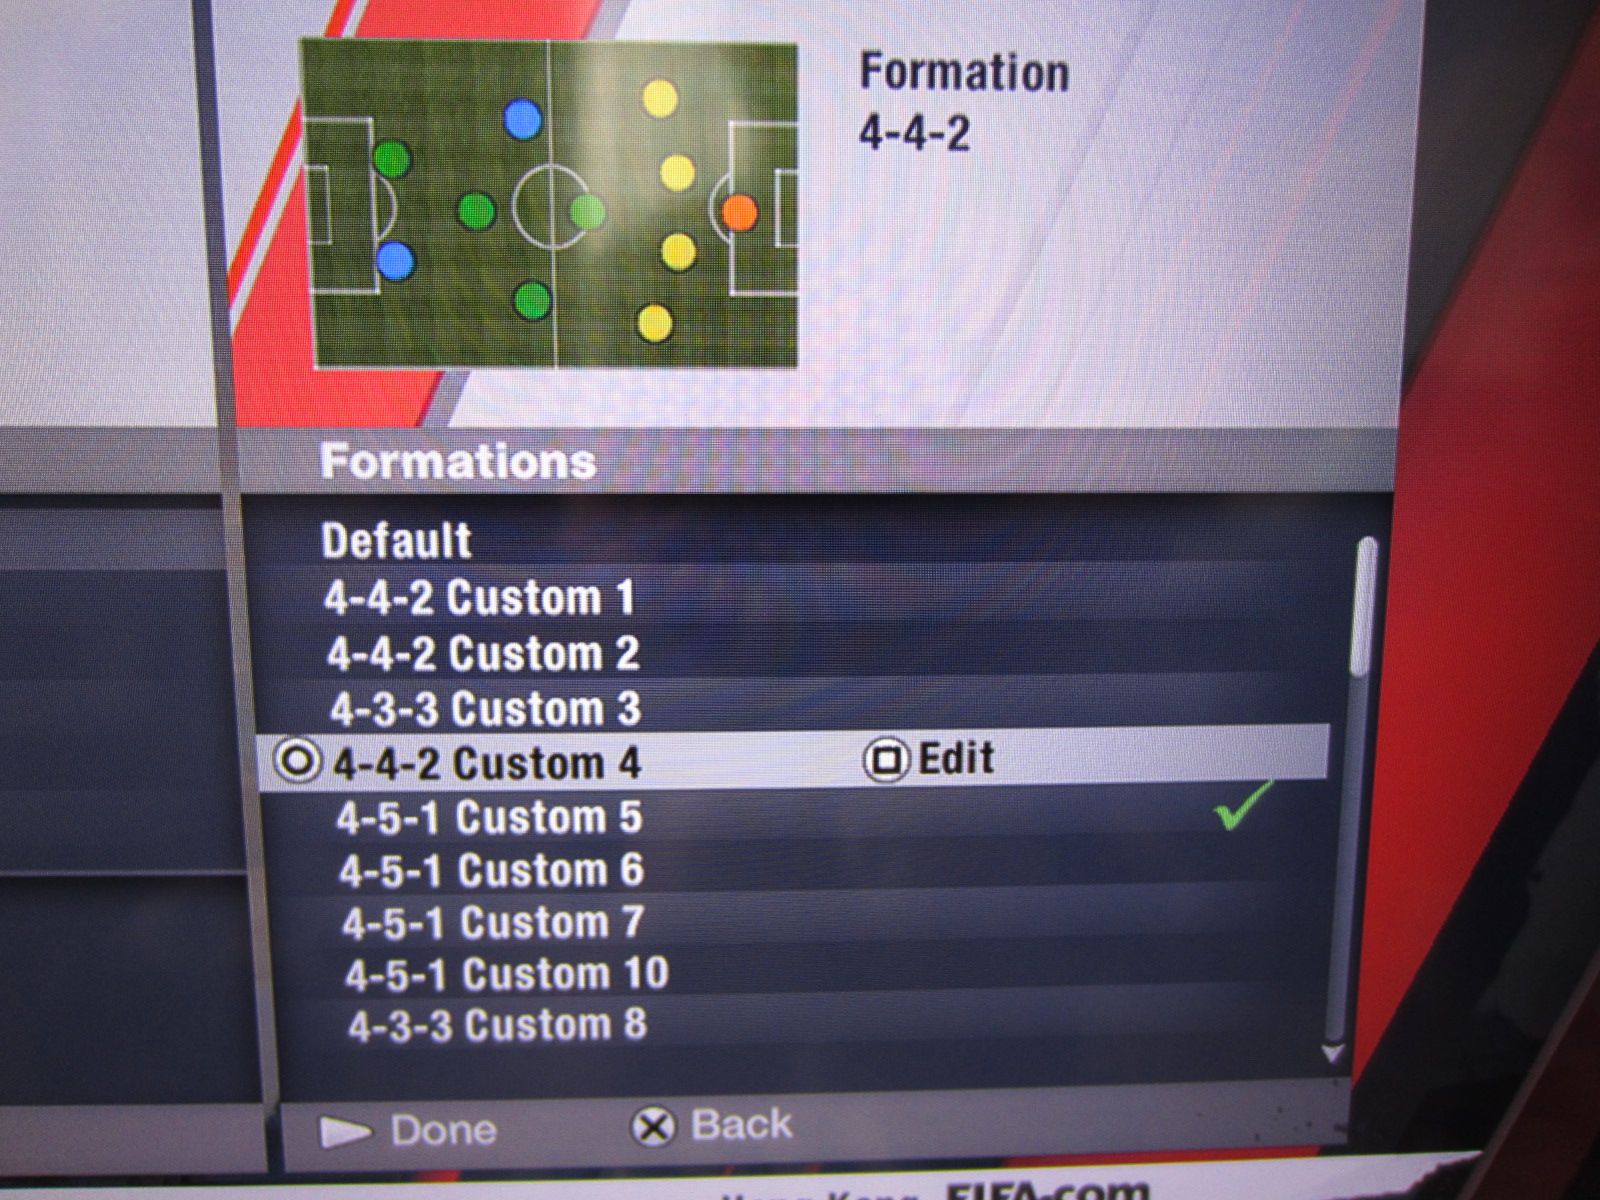 Formation
4-4-2
Formations
Default
4-4-2 Custom 1
4-4-2 Custom 2
4-3-3 Custom 3
4-4-2 Custom 4 Edit
4-5-1 Custom 5
4-5-1 Custom 6
4-5-1 Custom 7
4-5-1 Custom 10
4-3-3 Custom 8
Done Back
Hong Kong FIFA.com